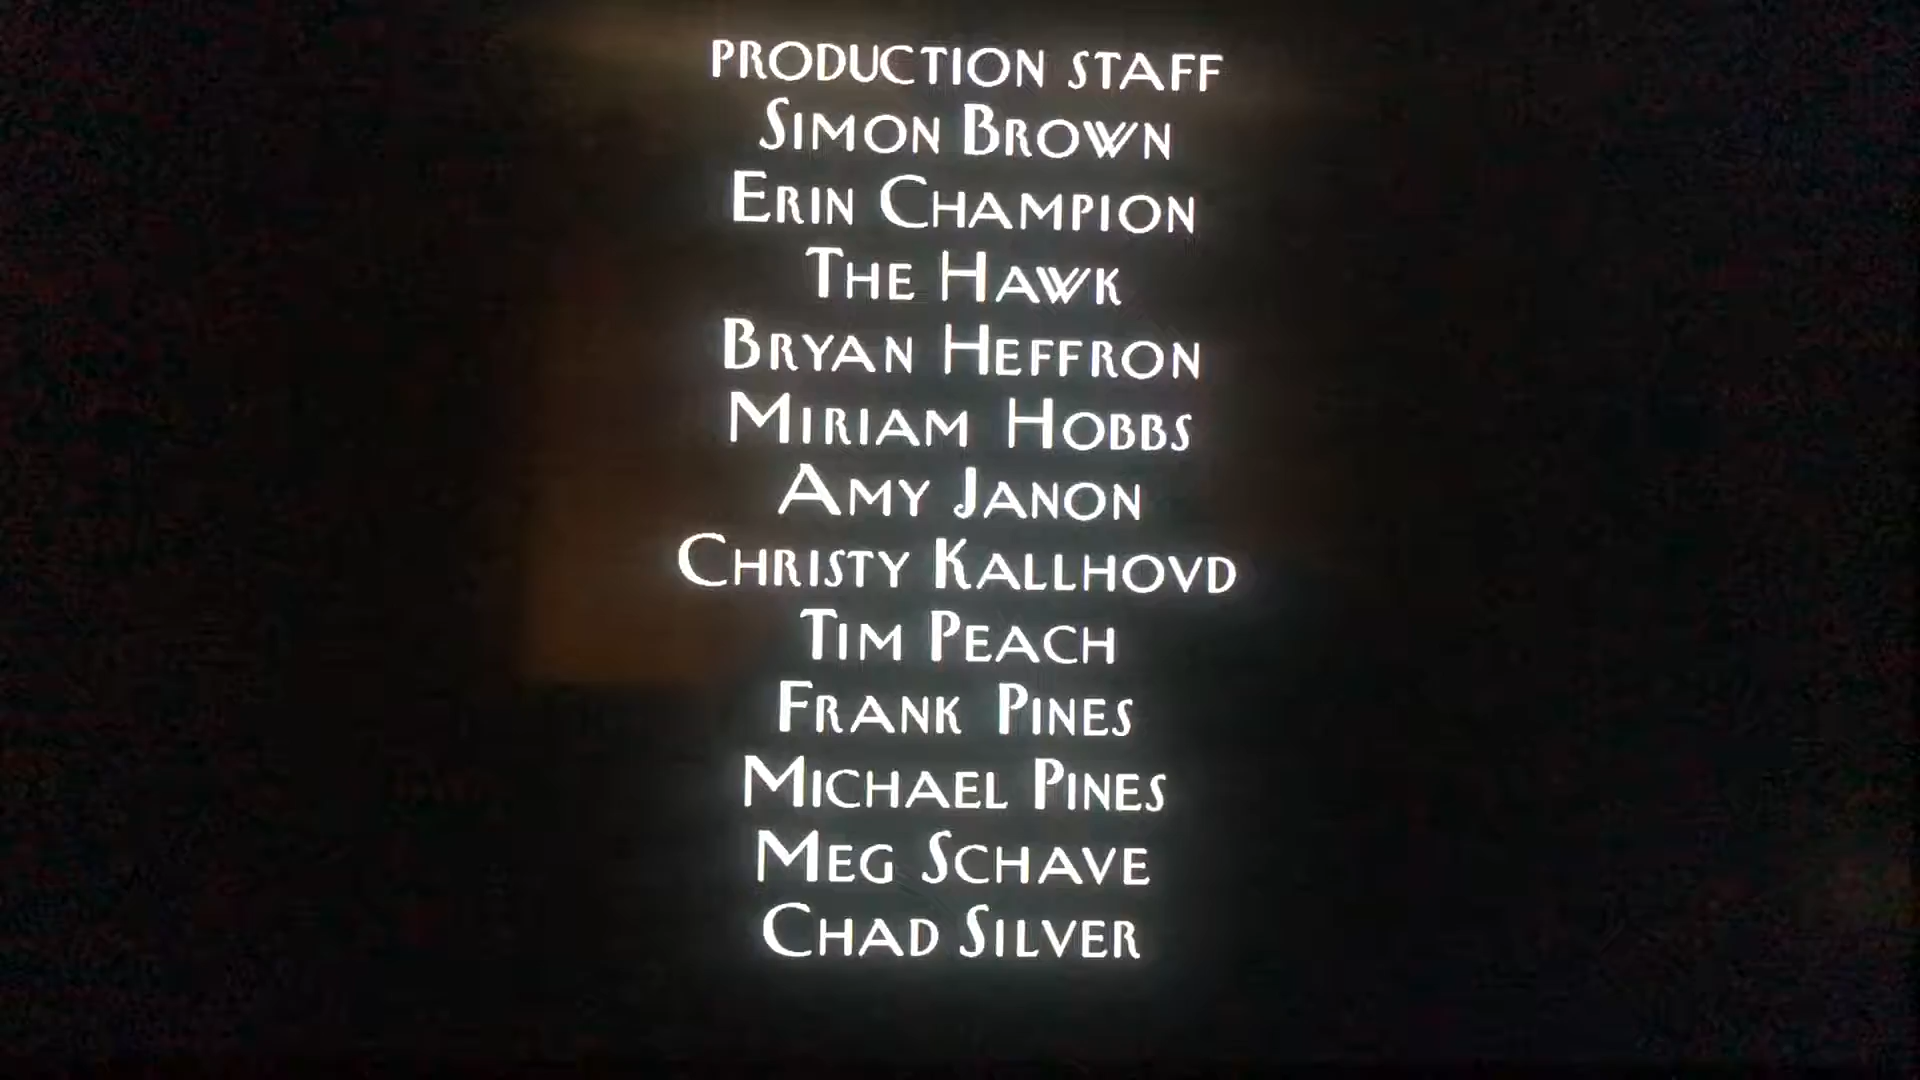 PRODUCTION STAFF
SIMON BROWN
ERIN CHAMPION
THE HAWK
BRYAN HEFFRON
MIRIAM HOBBS
AMY JANON
CHRISTY KALLHOVD
TIM PEACH
FRANK PINES
MICHAEL PINES
MEG SCHAVE
CHAD SILVER